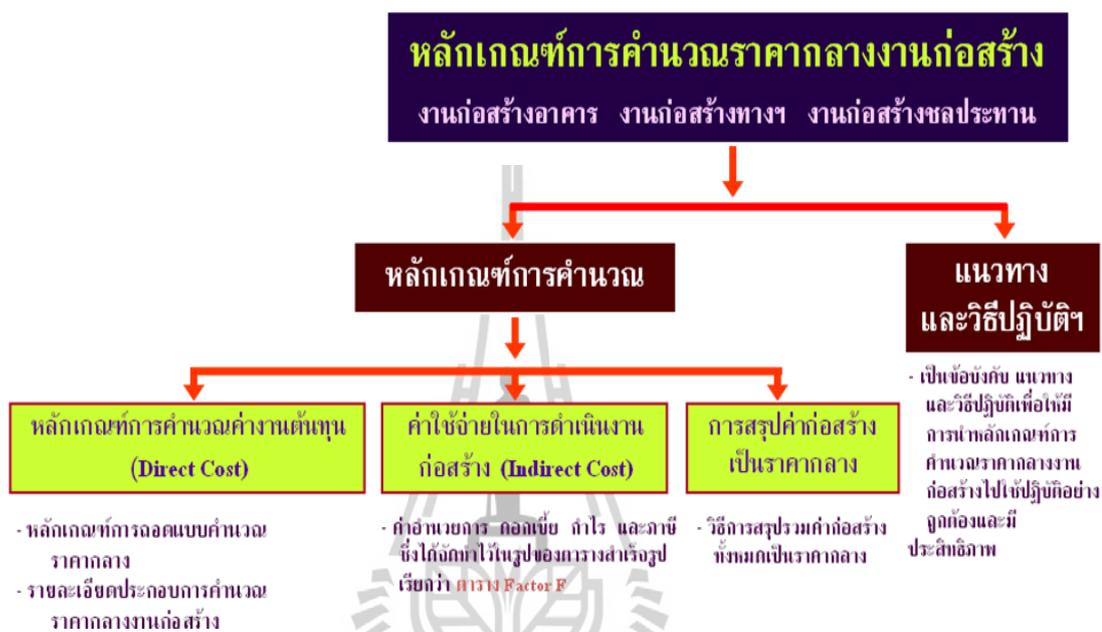 หลักเกณฑ์การคำนวณราคากลางงานก่อสร้าง
งานก่อสร้างอาคาร งานก่อสร้างทางฯ งานก่อสร้างชลประทาน
หลักเกณฑ์การคำนวณ
แนวทาง
และวิธีปฏิบัติฯ
หลักเกณฑ์การคำนวณค่างานต้นทุน
(Direct Cost)
- หลักเกณฑ์การถอดแบบคำนวณ
ราคากลาง
- รายละเอียดประกอบการคำนวณ
ราคากลางงานก่อสร้าง
ค่าใช้จ่ายในการดำเนินงาน
ก่อสร้าง (Indirect Cost)
- ค่าอำนวยการ ดอกเบี้ย กำไร และภาษี
ซึ่งได้จัดทำไว้ในรูปของตารางสำเร็จรูป
เรียกว่า ตาราง Factor F
การสรุปค่าก่อสร้าง
เป็นราคากลาง
- วิธีการสรุปรวมค่าก่อสร้าง
ทั้งหมดเป็นราคากลาง
- เป็นข้อบังคับ แนวทาง
และวิธีปฏิบัติเพื่อให้มี
การนำหลักเกณฑ์การ
คำนวณราคากลางงาน
ก่อสร้างไปใช้ปฏิบัติอย่าง
ถูกต้องและมี
ประสิทธิภาพ